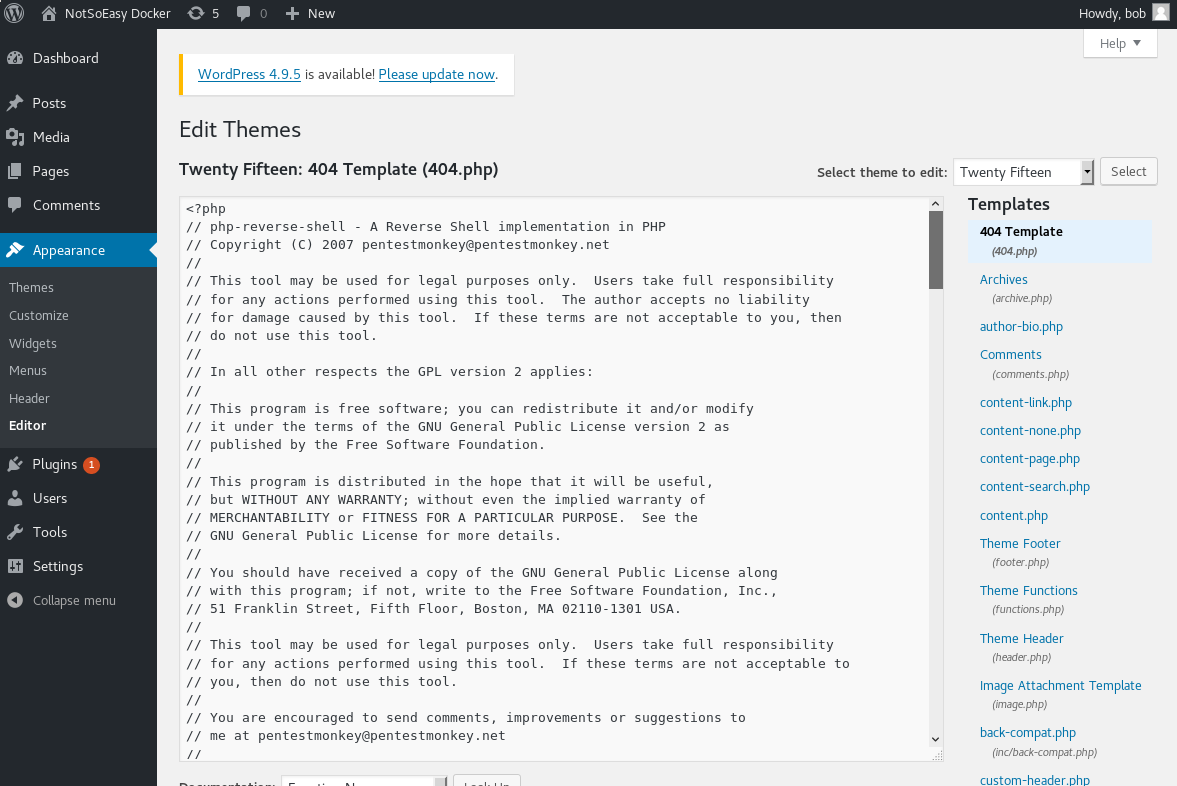 NotSoEasy Docker 5 0 New Howdy, bob
Help
Dashboard
Posts
Media
Pages
Comments
Appearance
Themes
Customize
Widgets
Menus
Header
Editor
Plugins 1
Users
Tools
Settings
Collapse menu
WordPress 4.9.5 is available! Please update now.
Edit Themes
Twenty Fifteen: 404 Template (404.php)
Select theme to edit: Twenty Fifteen Select
<?php
// php-reverse-shell - A Reverse Shell implementation in PHP
// Copyright (C) 2007 pentestmonkey@pentestmonkey.net
//
// This tool may be used for legal purposes only.  Users take full responsibility
// for any actions performed using this tool.  The author accepts no liability
// for damage caused by this tool.  If these terms are not acceptable to you, then
// do not use this tool.
//
// In all other respects the GPL version 2 applies:
//
// This program is free software; you can redistribute it and/or modify
// it under the terms of the GNU General Public License version 2 as
// published by the Free Software Foundation.
//
// This program is distributed in the hope that it will be useful,
// but WITHOUT ANY WARRANTY; without even the implied warranty of
// MERCHANTABILITY or FITNESS FOR A PARTICULAR PURPOSE.  See the
// GNU General Public License for more details.
//
// You should have received a copy of the GNU General Public License along
// with this program; if not, write to the Free Software Foundation, Inc.,
// 51 Franklin Street, Fifth Floor, Boston, MA 02110-1301 USA.
//
// This tool may be used for legal purposes only.  Users take full responsibility
// for any actions performed using this tool.  If these terms are not acceptable to
// you, then do not use this tool.
//
// You are encouraged to send comments, improvements or suggestions to
// me at pentestmonkey@pentestmonkey.net
//
Templates
404 Template
(404.php)
Archives
(archive.php)
author-bio.php
Comments
(comments.php)
content-link.php
content-none.php
content-page.php
content-search.php
content.php
Theme Footer
(footer.php)
Theme Functions
(functions.php)
Theme Header
(header.php)
Image Attachment Template
(image.php)
back-compat.php
(inc/back-compat.php)
custom-header.php
Documentation: Function Na Look Up